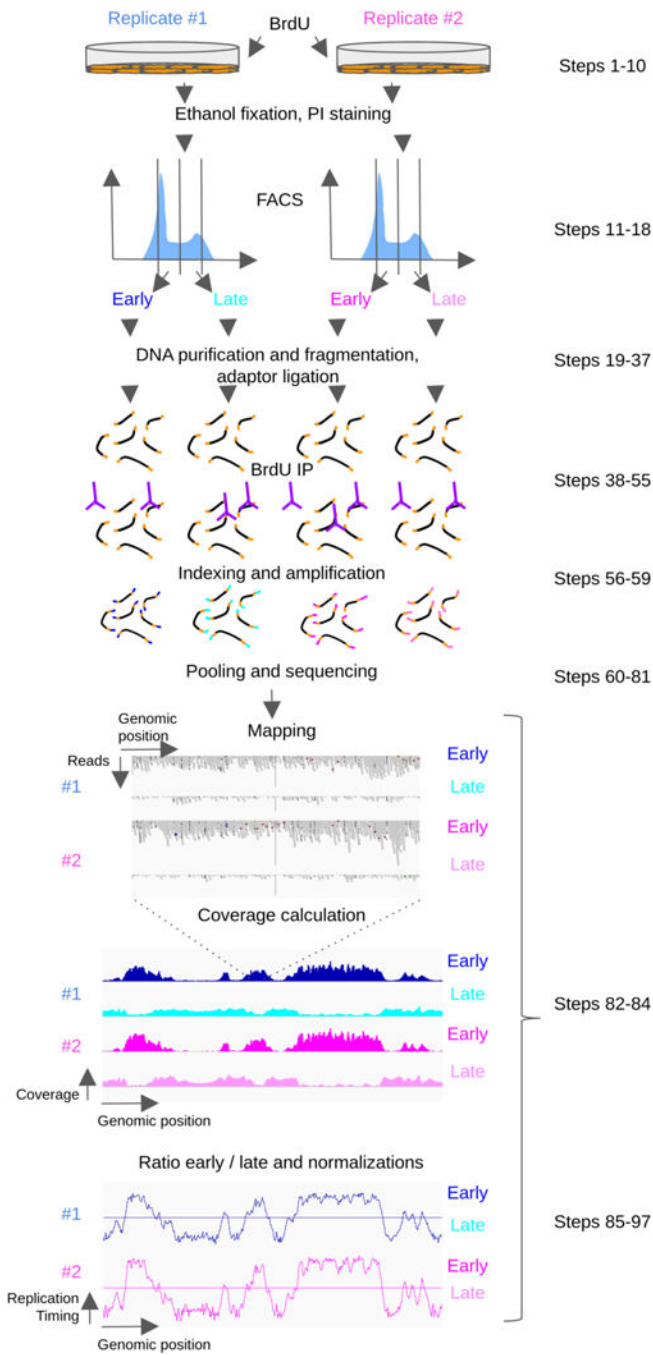 Replicate #1
BrdU
Replicate #2
Steps 1-10
Ethanol fixation, PI staining
FACS
Steps 11-18
Early
Late
Early
Late
DNA purification and fragmentation,
adaptor ligation
Steps 19-37
BrdU IP
Steps 38-55
Indexing and amplification
Steps 56-59
Pooling and sequencing
Steps 60-81
Genomic
position
Mapping
Reads
Early
#1
Late
Early
#2
Late
Coverage calculation
Early
#1
Late
Steps 82-84
#2
Early
Late
Coverage
Genomic position
Ratio early / late and normalizations
Early
#1
Late
Steps 85-97
#2
Early
Late
Replication
Timing
Genomic position